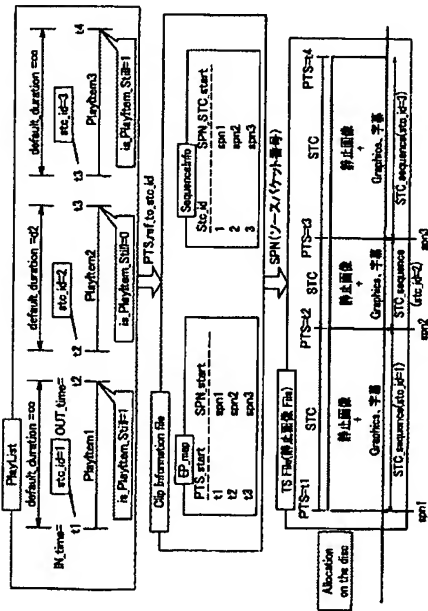 PlayList
default_duration =∞
default_duration =d2
default_duration =∞
stc_id=1
stc_id=2
stc_id=3
IN_time=
OUT_time=
t1
t2
t2
t3
t3
t4
PlayItem1
PlayItem2
PlayItem3
is_PlayItem_Still=1
is_PlayItem_Still=0
is_PlayItem_Still=1
PTS,ref_to_stc_id
Clip Information file
EP_map
PTS_start SPN_start
t1 spn1
t2 spn2
t3 spn3
SequenceInfo
Stc_id SPN_STC_start
1 spn1
2 spn2
3 spn3
SPN(ソースパケット番号)
TS File(静止画像 File)
PTS=t1
PTS=t2
PTS=t3
PTS=t4
STC
STC
STC
静止画像
+
Graphics、字幕
静止画像
+
Graphics、字幕
静止画像
+
Graphics、字幕
STC_sequence(stc_id=1)
STC_sequence
(stc_id=2)
STC_sequence(stc_id=3)
spn1
spn2
spn3
Allocation
on the disc